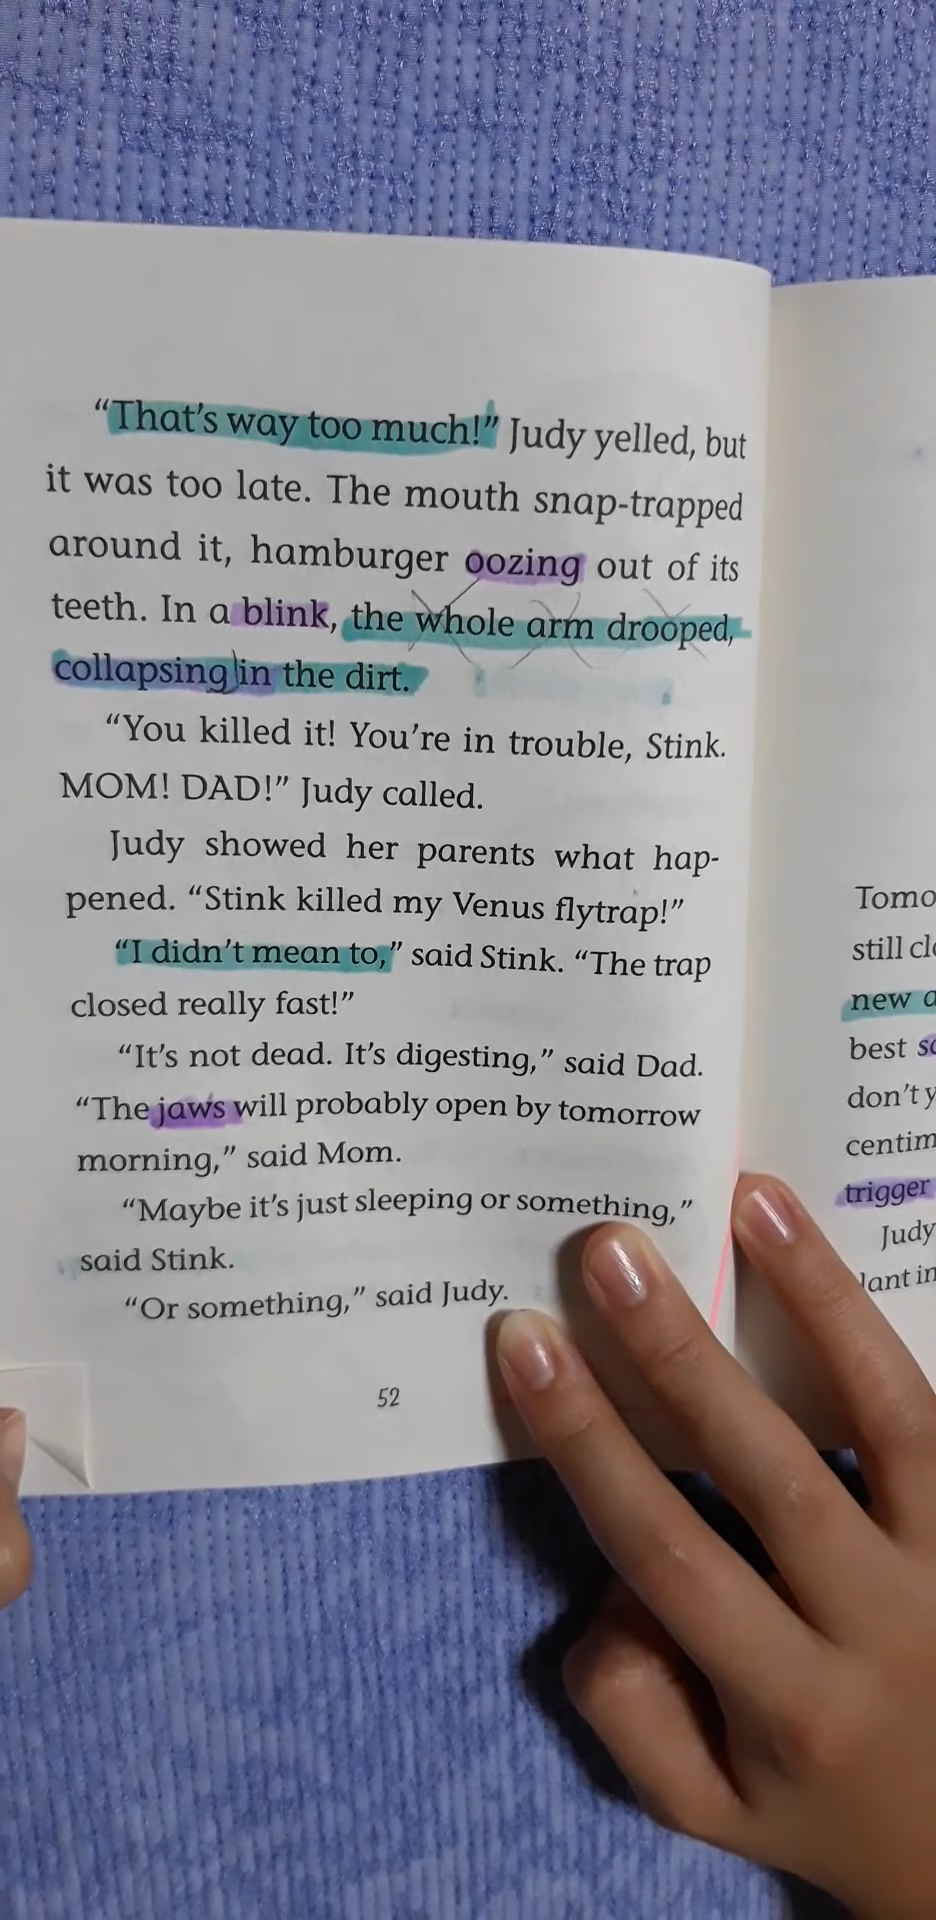 “That’s way too much!” Judy yelled, but
it was too late. The mouth snap-trapped
around it, hamburger oozing out of its
teeth. In a blink, the whole arm drooped,
collapsing in the dirt.
“You killed it! You’re in trouble, Stink.
MOM! DAD!” Judy called.
Judy showed her parents what hap-
pened. “Stink killed my Venus flytrap!”
“I didn’t mean to,” said Stink. “The trap
closed really fast!”
“It’s not dead. It’s digesting,” said Dad.
“The jaws will probably open by tomorrow
morning,” said Mom.
“Maybe it’s just sleeping or something,”
said Stink.
“Or something,” said Judy.
52
still
new
best
don’t
trigger
Judy
in